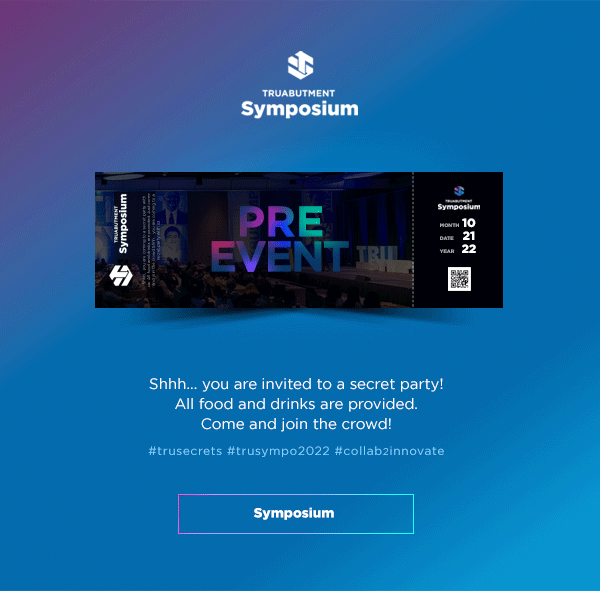 TRUABUTMENT
Symposium
TRUABUTMENT
Symposium
PRE
EVENT
TRU
TRUABUTMENT
Symposium
MONTH 10
DATE 21
YEAR 22
Shhh... you are invited to a secret party!
All food and drinks are provided.
Come and join the crowd!
#trusecrets #trusympo2022 #collab2innovate
Symposium